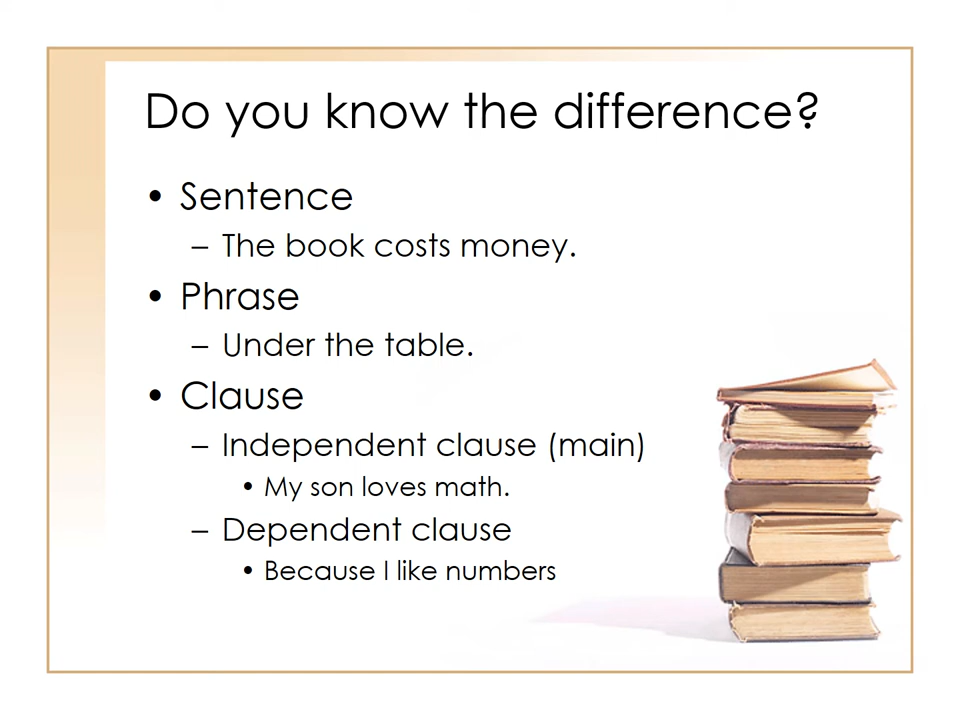 Do you know the difference?
• Sentence
– The book costs money.
• Phrase
– Under the table.
• Clause
– Independent clause (main)
• My son loves math.
– Dependent clause
• Because I like numbers